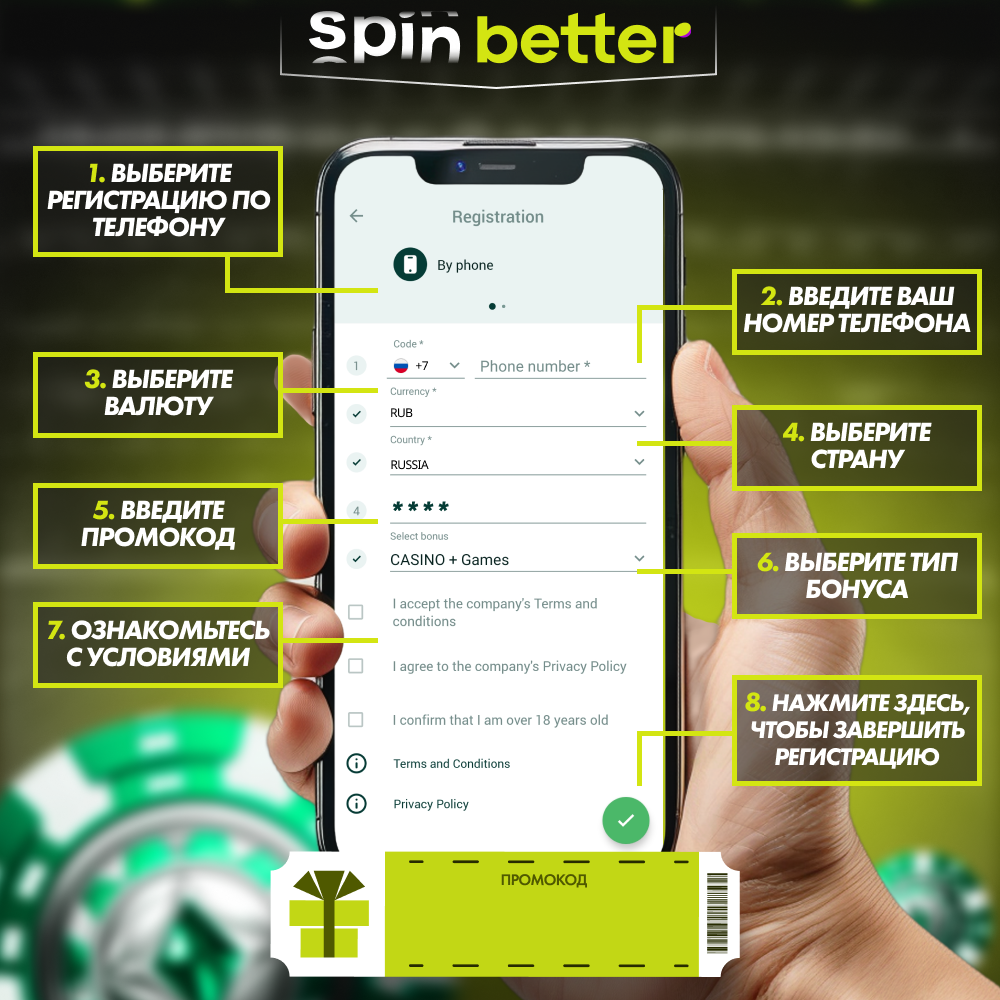 spin better
1. ВЫБЕРИТЕ
РЕГИСТРАЦИЮ ПО
ТЕЛЕФОНУ
2. ВВЕДИТЕ ВАШ
НОМЕР ТЕЛЕФОНА
3. ВЫБЕРИТЕ
ВАЛЮТУ
4. ВЫБЕРИТЕ
СТРАНУ
5. ВВЕДИТЕ
ПРОМОКОД
6. ВЫБЕРИТЕ ТИП
БОНУСА
7. ОЗНАКОМЬТЕСЬ
С УСЛОВИЯМИ
8. НАЖМИТЕ ЗДЕСЬ,
ЧТОБЫ ЗАВЕРШИТЬ
РЕГИСТРАЦИЮ
Registration
By phone
Code *
1 +7 Phone number *
Currency *
RUB
Country *
RUSSIA
4 ****
Select bonus
CASINO + Games
I accept the company's Terms and
conditions
I agree to the company's Privacy Policy
I confirm that I am over 18 years old
Terms and Conditions
Privacy Policy
ПРОМОКОД